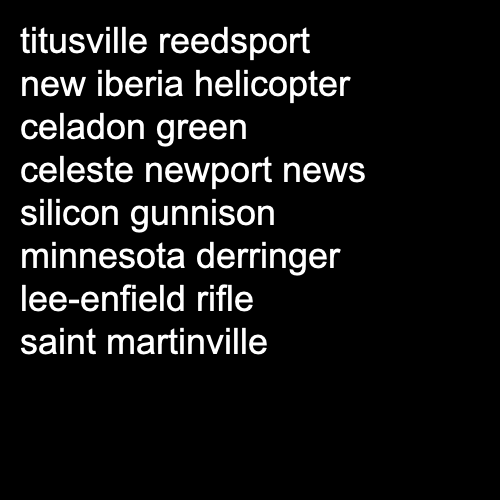 titusville reedsport
new iberia helicopter
celadon green
celeste newport news
silicon gunnison
minnesota derringer
lee-enfield rifle
saint martinville